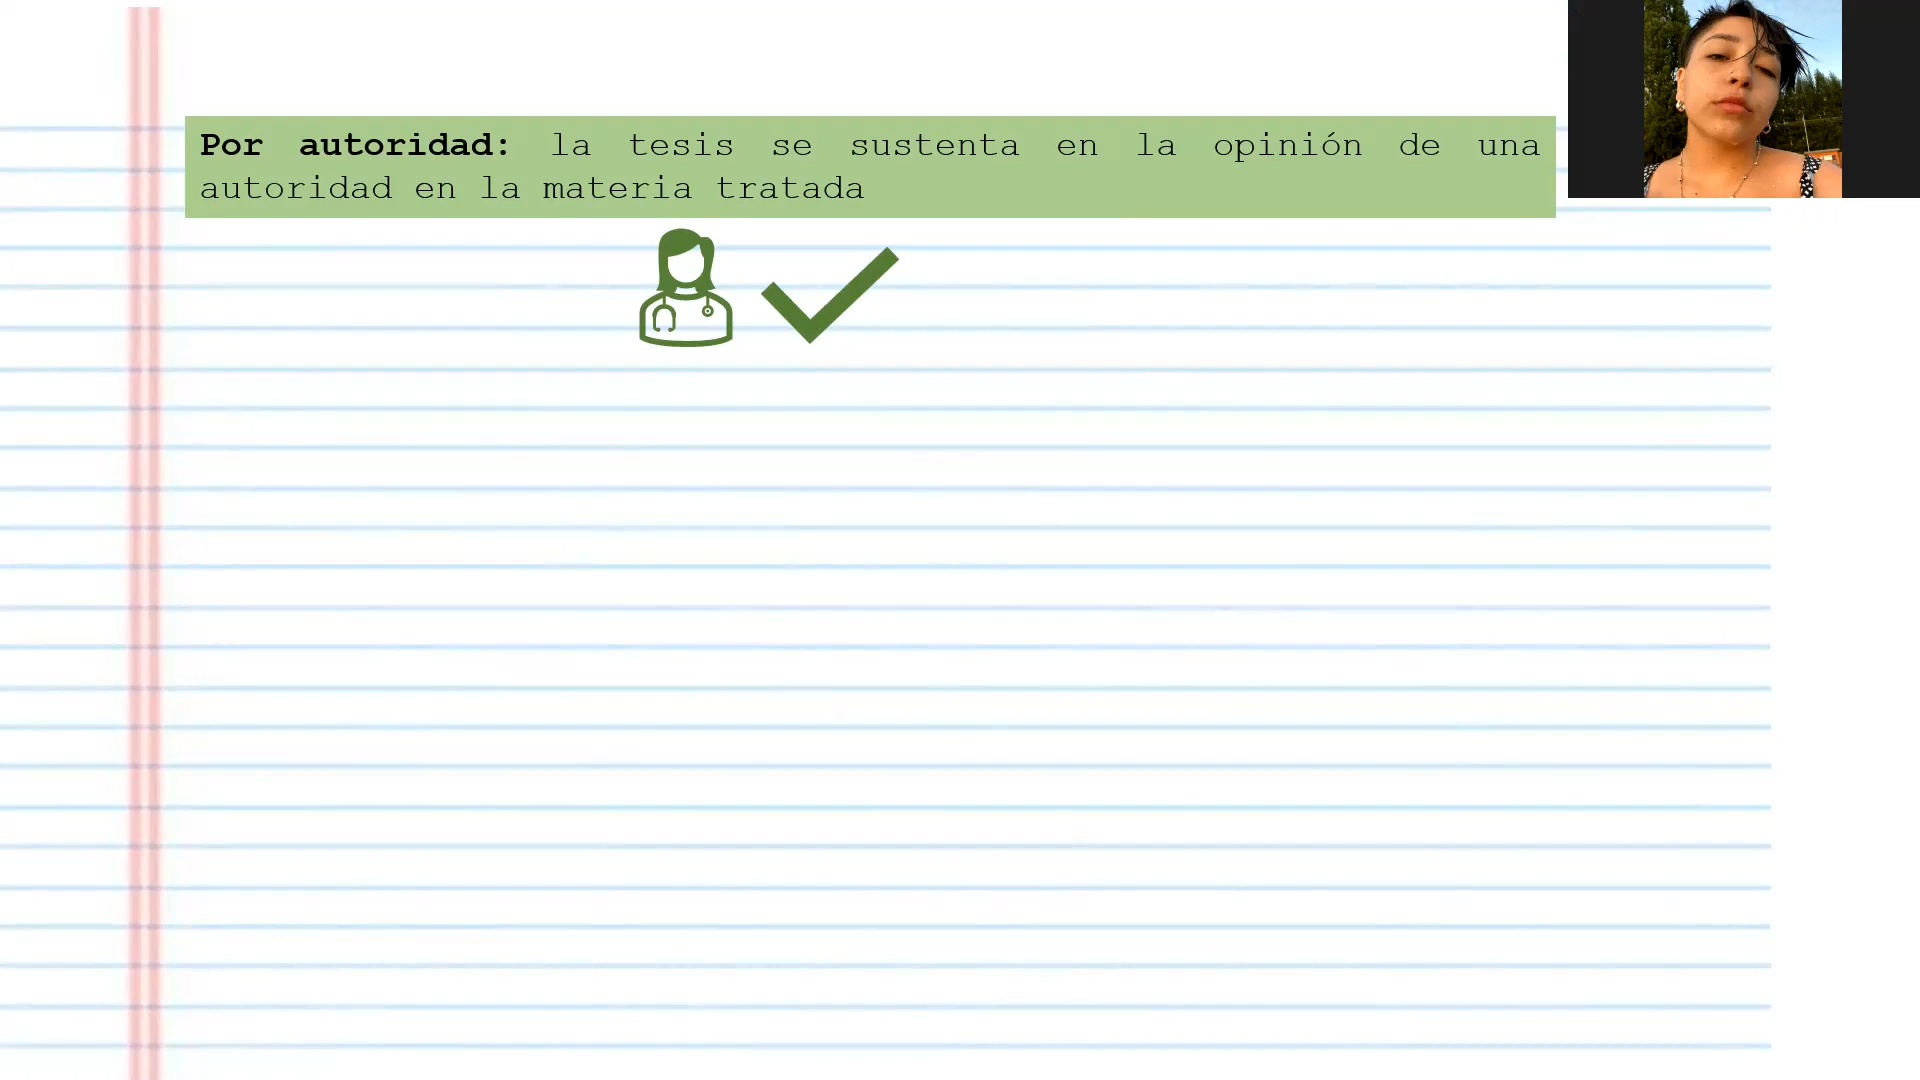 Por autoridad: la tesis se sustenta en la opinión de una
autoridad en la materia tratada